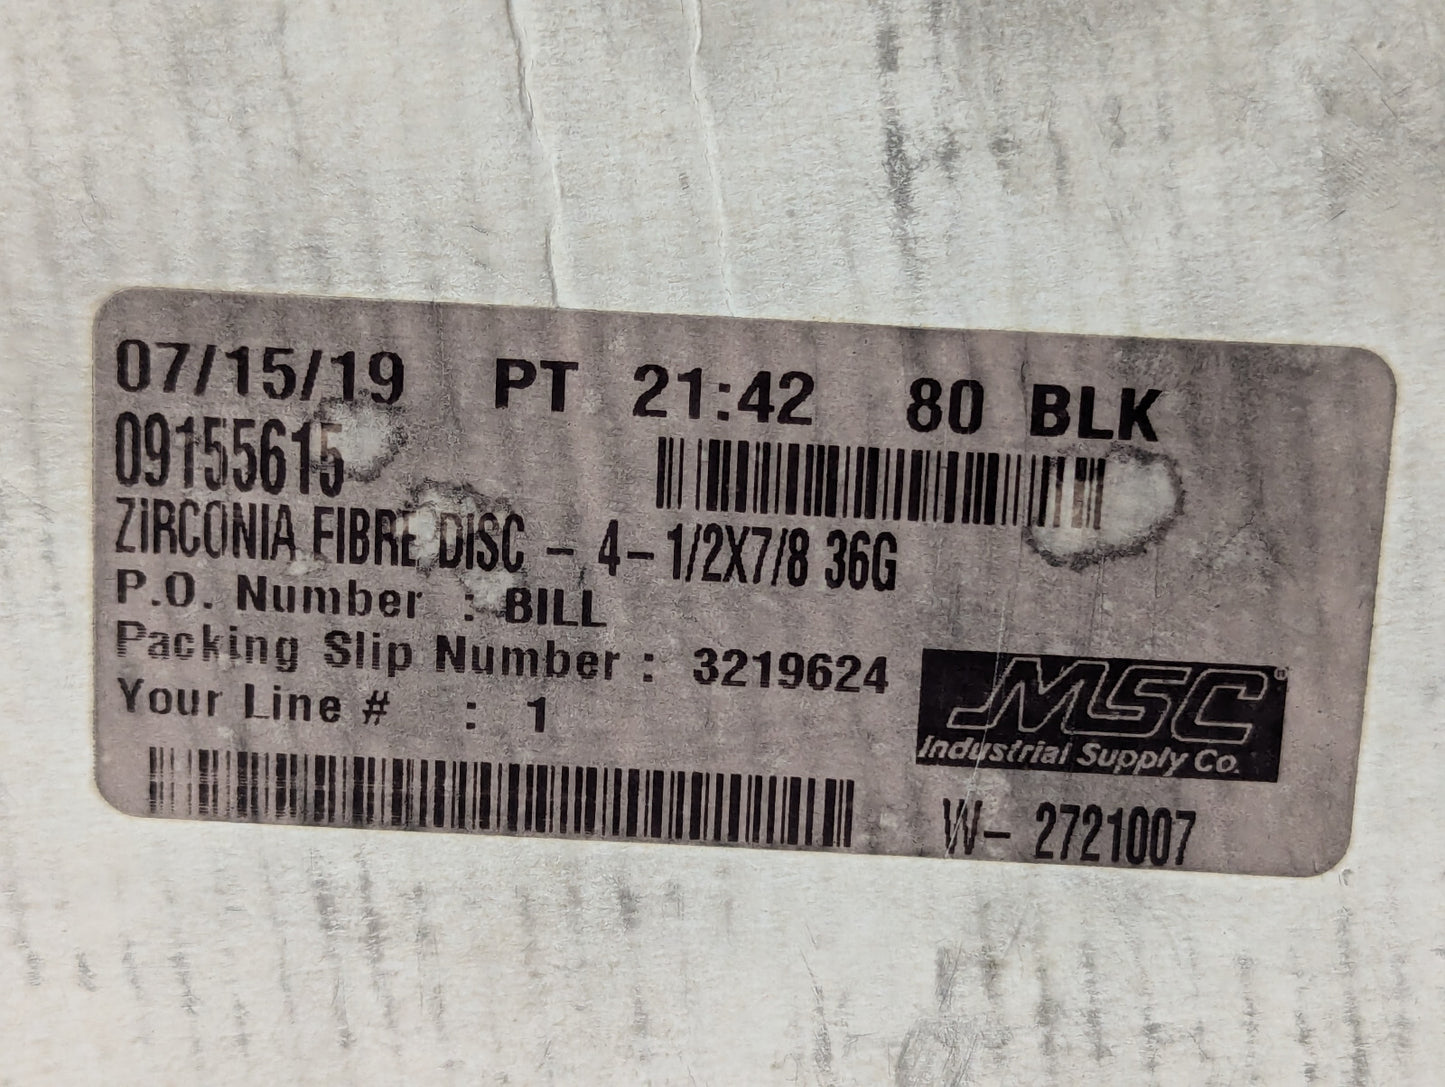 07/15/19 PT 21:42 80 BLK
09155615
ZIRCONIA FIBRE DISC - 4-1/2X7/8 36G
P.O. Number : BILL
Packing Slip Number : 3219624
Your Line # : 1
MSC®
Industrial Supply Co.
W- 2721007